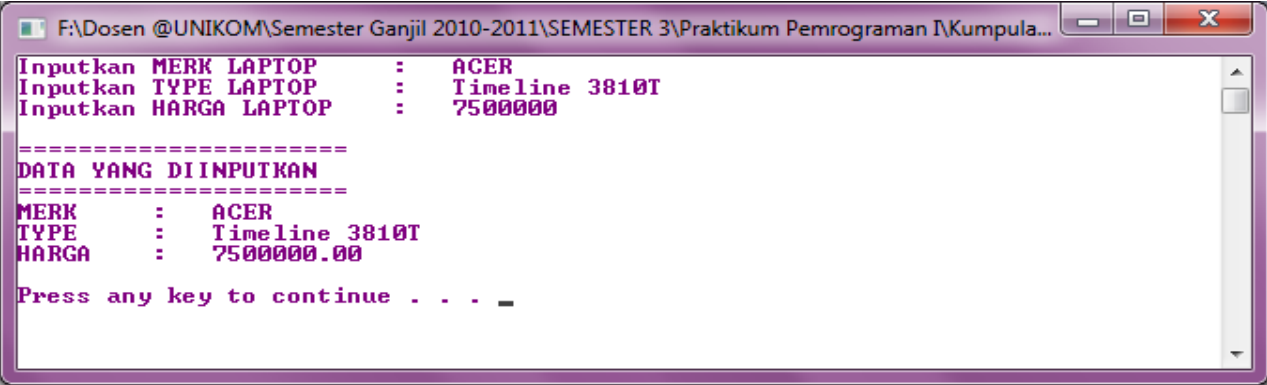 F:\Dosen @UNIKOM\Semester Ganjil 2010-2011\SEMESTER 3\Praktikum Pemrograman I\Kumpula...
Inputkan MERK LAPTOP : ACER
Inputkan TYPE LAPTOP : Timeline 3810T
Inputkan HARGA LAPTOP : 7500000
======================
DATA YANG DIINPUTKAN
======================
MERK : ACER
TYPE : Timeline 3810T
HARGA : 7500000.00
Press any key to continue . . . _